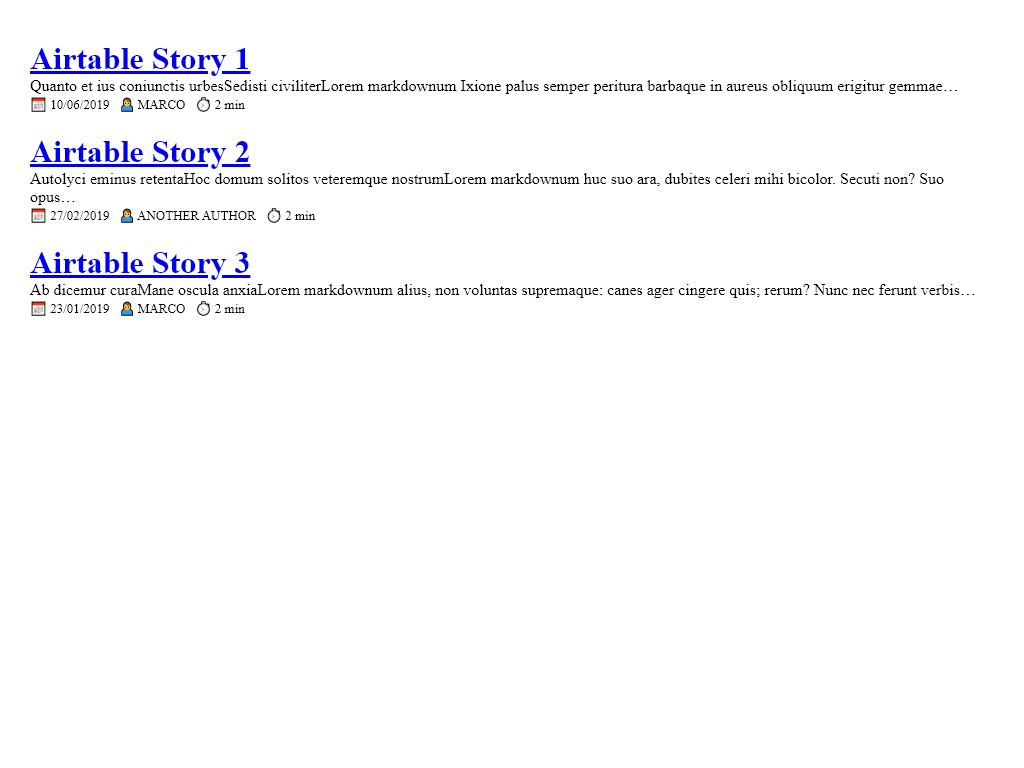 Airtable Story 1
Quanto et ius coniunctis urbesSedisti civiliterLorem markdownum Ixione palus semper peritura barbaque in aureus obliquum erigitur gemmae…
10/06/2019 MARCO 2 min
Airtable Story 2
Autolyci eminus retentaHoc domum solitos veteremque nostrumLorem markdownum huc suo ara, dubites celeri mihi bicolor. Secuti non? Suo
opus…
27/02/2019 ANOTHER AUTHOR 2 min
Airtable Story 3
Ab dicemur curaMane oscula anxiaLorem markdownum alius, non voluntas supremaque: canes ager cingere quis; rerum? Nunc nec ferunt verbis…
23/01/2019 MARCO 2 min